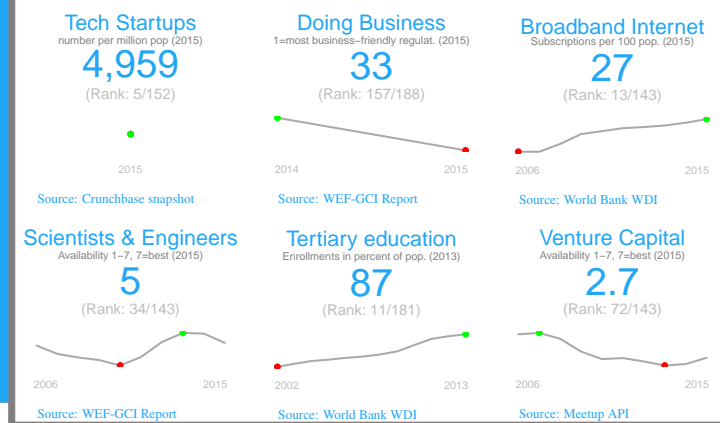 Tech Startups
number per million pop (2015)
4,959
(Rank: 5/152)
2015
Source: Crunchbase snapshot
Doing Business
1=most business−friendly regulat. (2015)
33
(Rank: 157/188)
2014 2015
Source: WEF-GCI Report
Broadband Internet
Subscriptions per 100 pop. (2015)
27
(Rank: 13/143)
2006 2015
Source: World Bank WDI
Scientists & Engineers
Availability 1−7, 7=best (2015)
5
(Rank: 34/143)
2006 2015
Source: WEF-GCI Report
Tertiary education
Enrollments in percent of pop. (2013)
87
(Rank: 11/181)
2002 2013
Source: World Bank WDI
Venture Capital
Availability 1−7, 7=best (2015)
2.7
(Rank: 72/143)
2006 2015
Source: Meetup API